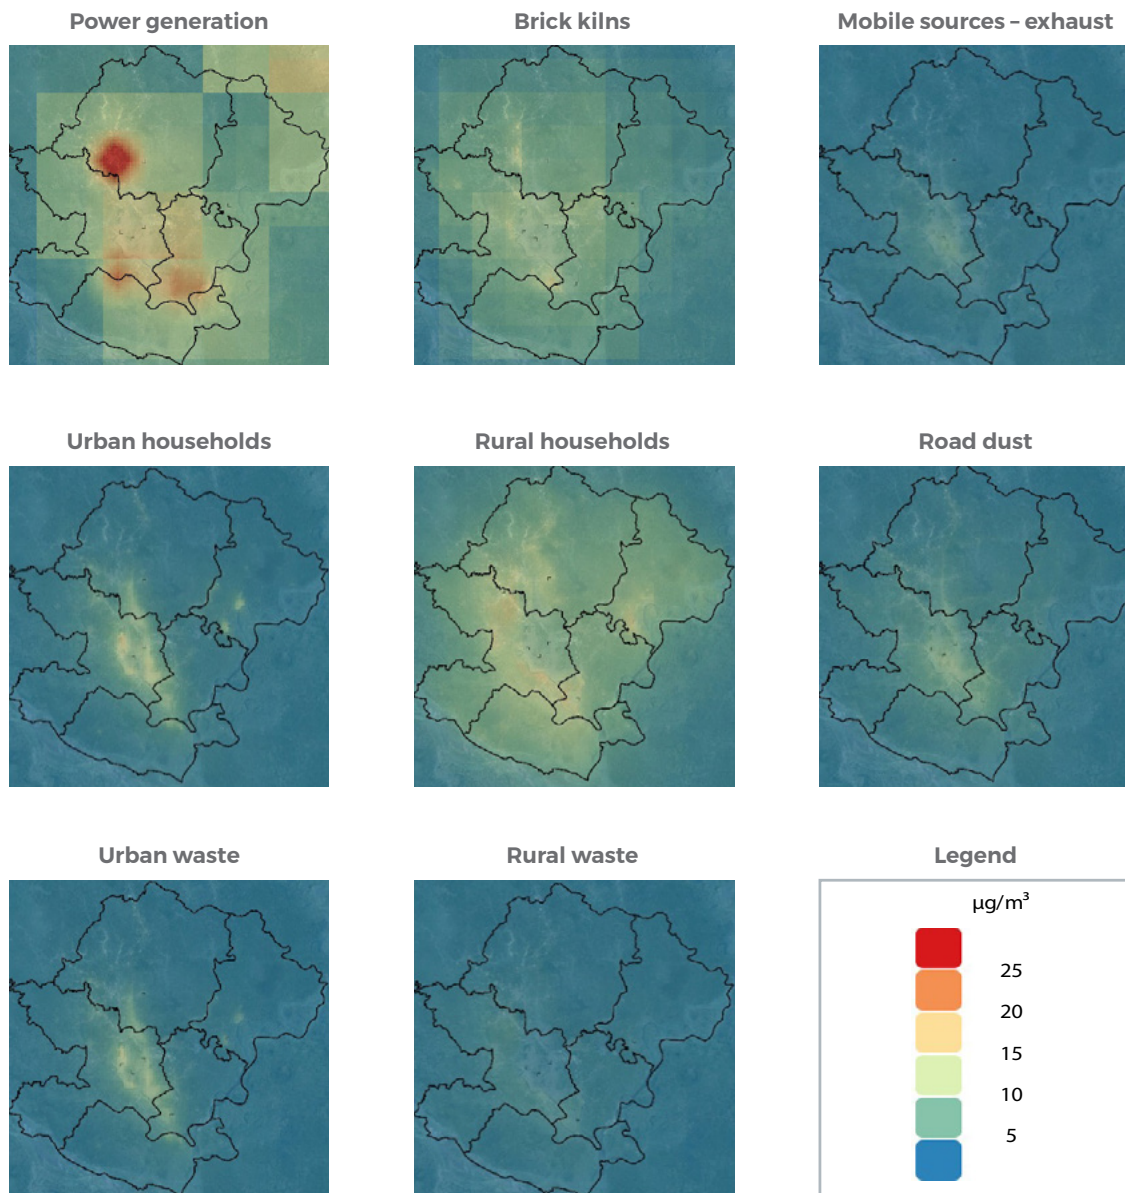 Power generation
Brick kilns
Mobile sources – exhaust
Urban households
Rural households
Road dust
Urban waste
Rural waste
Legend
µg/m³
25
20
15
10
5